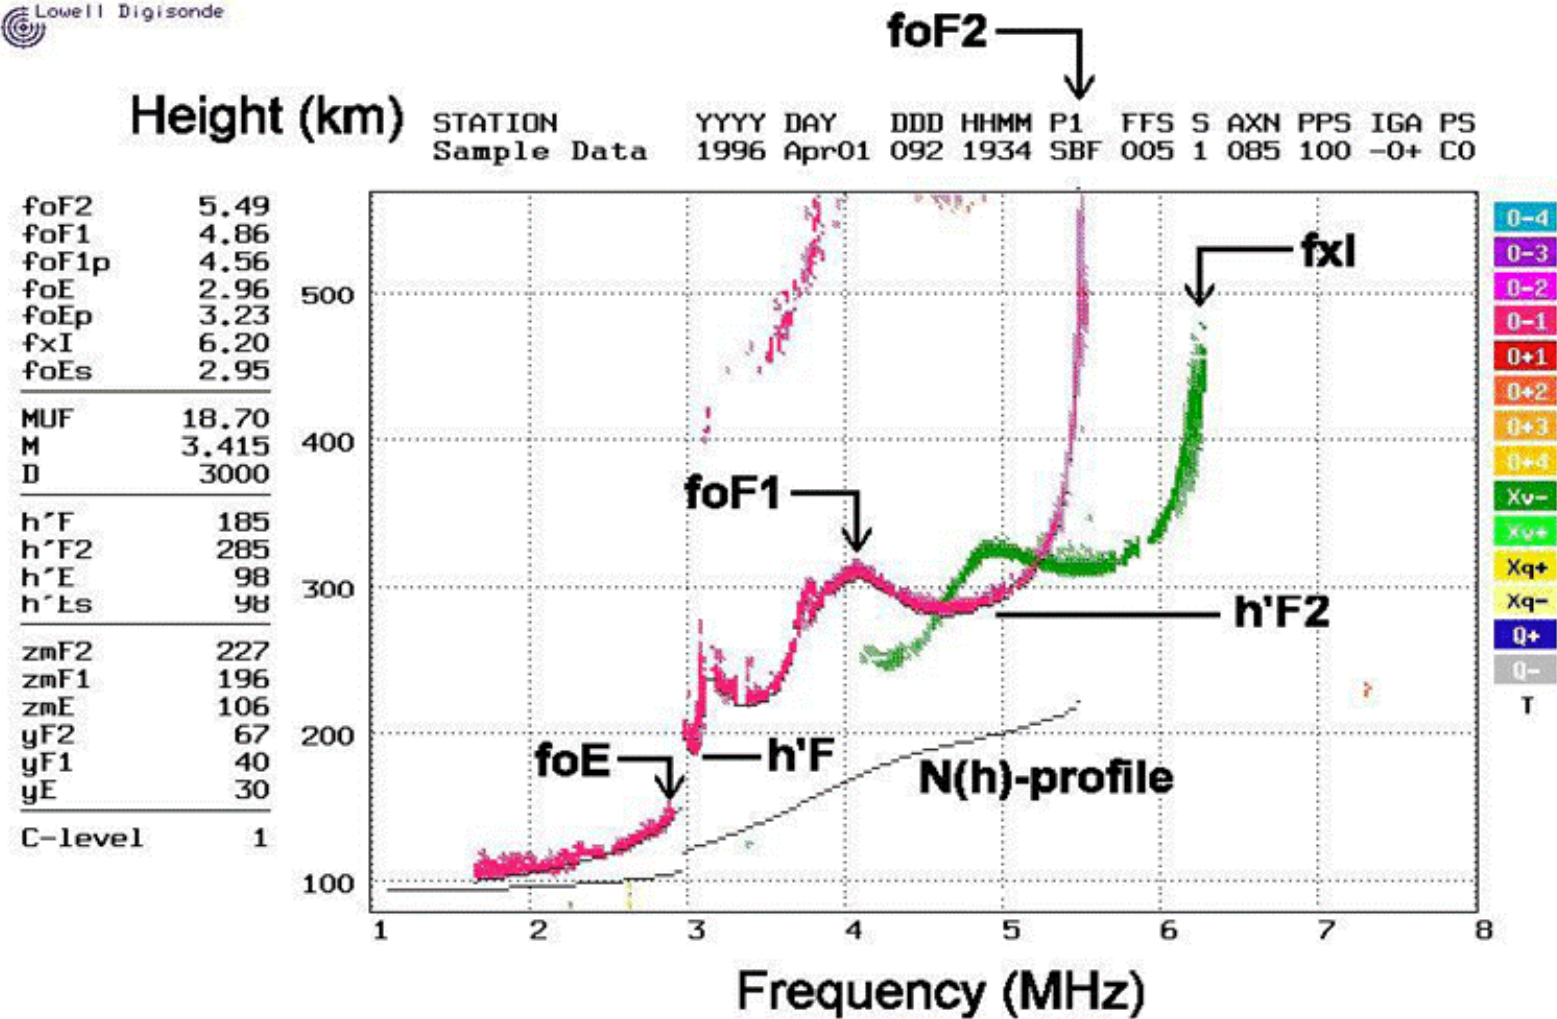 Lowell Digisonde
foF2
Height (km)
STATION YYYY DAY DDD HHMM P1 FFS S AXN PPS IGA PS
Sample Data 1996 Apr01 092 1934 SBF 005 1 085 100 -0+ C0
foF2 5.49
foF1 4.86
foF1p 4.56
foE 2.96
foEp 3.23
fxI 6.20
foEs 2.95
MUF 18.70
M 3.415
D 3000
h´F 185
h´F2 285
h´E 98
h´Es 98
zmF2 227
zmF1 196
zmE 106
yF2 67
yF1 40
yE 30
C-level 1
500
400
300
200
100
fxI
foF1
h'F2
foE
h'F
N(h)-profile
O-4
O-3
O-2
O-1
O+1
O+2
O+3
O+4
Xv-
Xv+
Xq+
Xq-
Q+
Q-
T
1 2 3 4 5 6 7 8
Frequency (MHz)